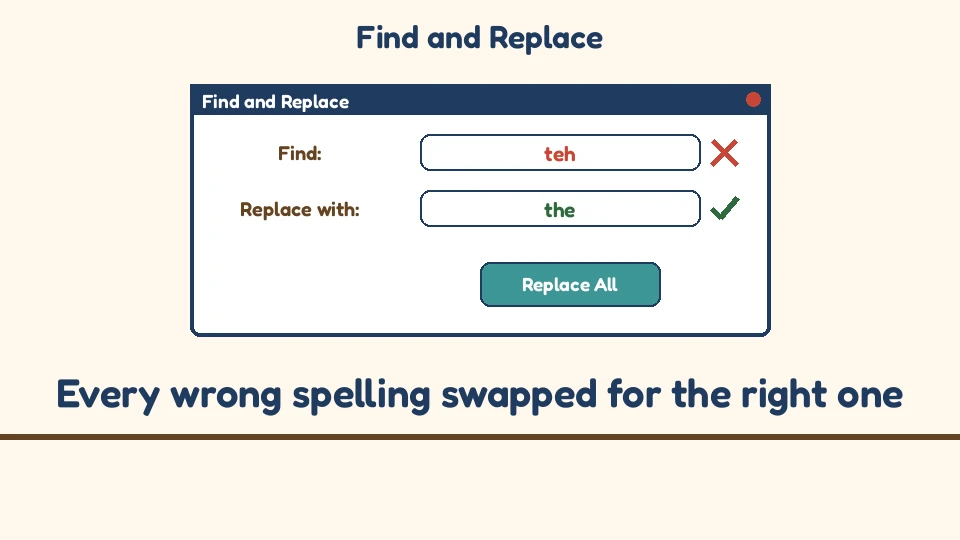 Find and Replace
Find and Replace
Find: teh
Replace with: the
Replace All
Every wrong spelling swapped for the right one